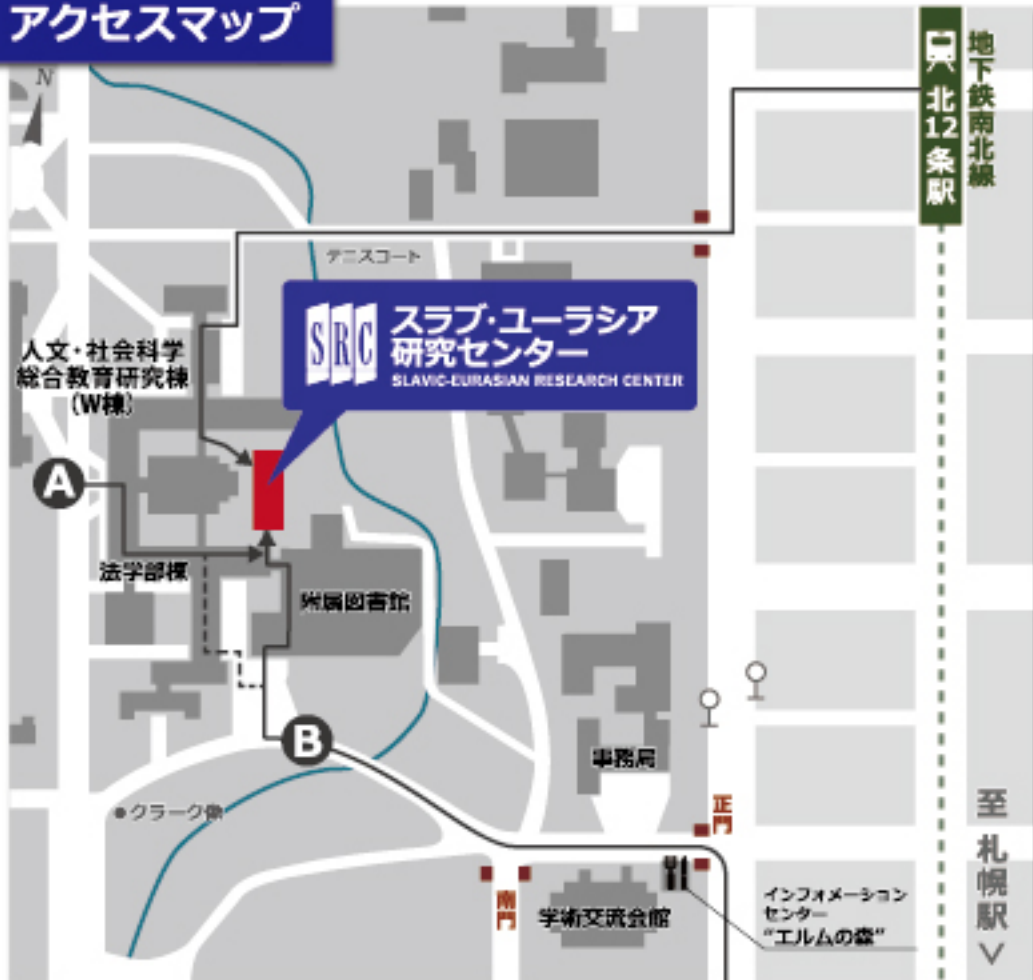 アクセスマップ
N
地下鉄南北線
北12条駅
テニスコート
SRC
スラブ・ユーラシア
研究センター
SLAVIC-EURASIAN RESEARCH CENTER
人文・社会科学
総合教育研究棟
(W棟)
A
法学部棟
附属図書館
B
事務局
クラーク像
正門
至札幌駅
南門
学術交流会館
インフォメーション
センター
“エルムの森”